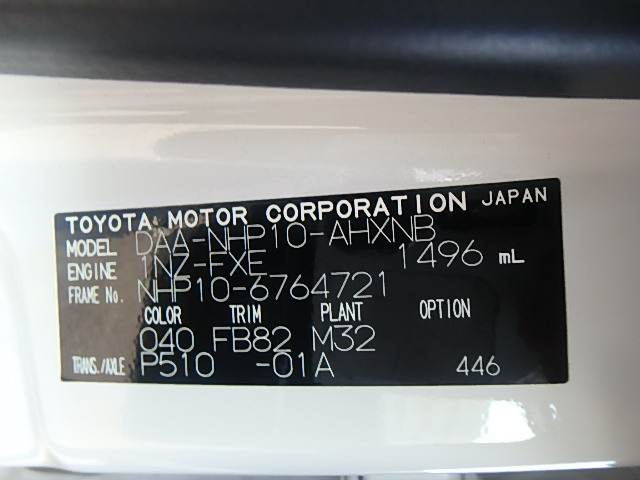 TOYOTA MOTOR CORPORATION JAPAN
MODEL DAA-NHP10-AHXNB
ENGINE 1NZ-FXE 1496 mL
FRAME No. NHP10-6764721
COLOR TRIM PLANT OPTION
040 FB82 M32
TRANS./AXLE P510 -01A 446